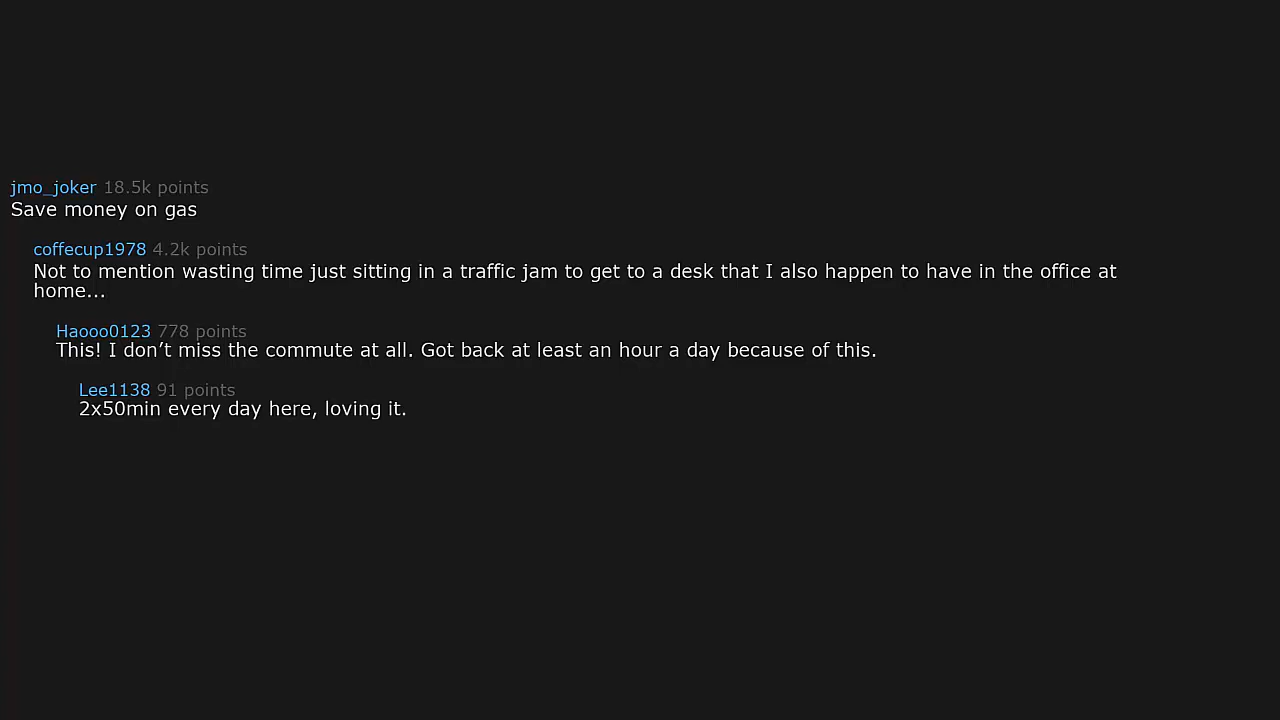 jmo_joker 18.5k points
Save money on gas
coffecup1978 4.2k points
Not to mention wasting time just sitting in a traffic jam to get to a desk that I also happen to have in the office at
home...
Haooo0123 778 points
This! I don’t miss the commute at all. Got back at least an hour a day because of this.
Lee1138 91 points
2x50min every day here, loving it.